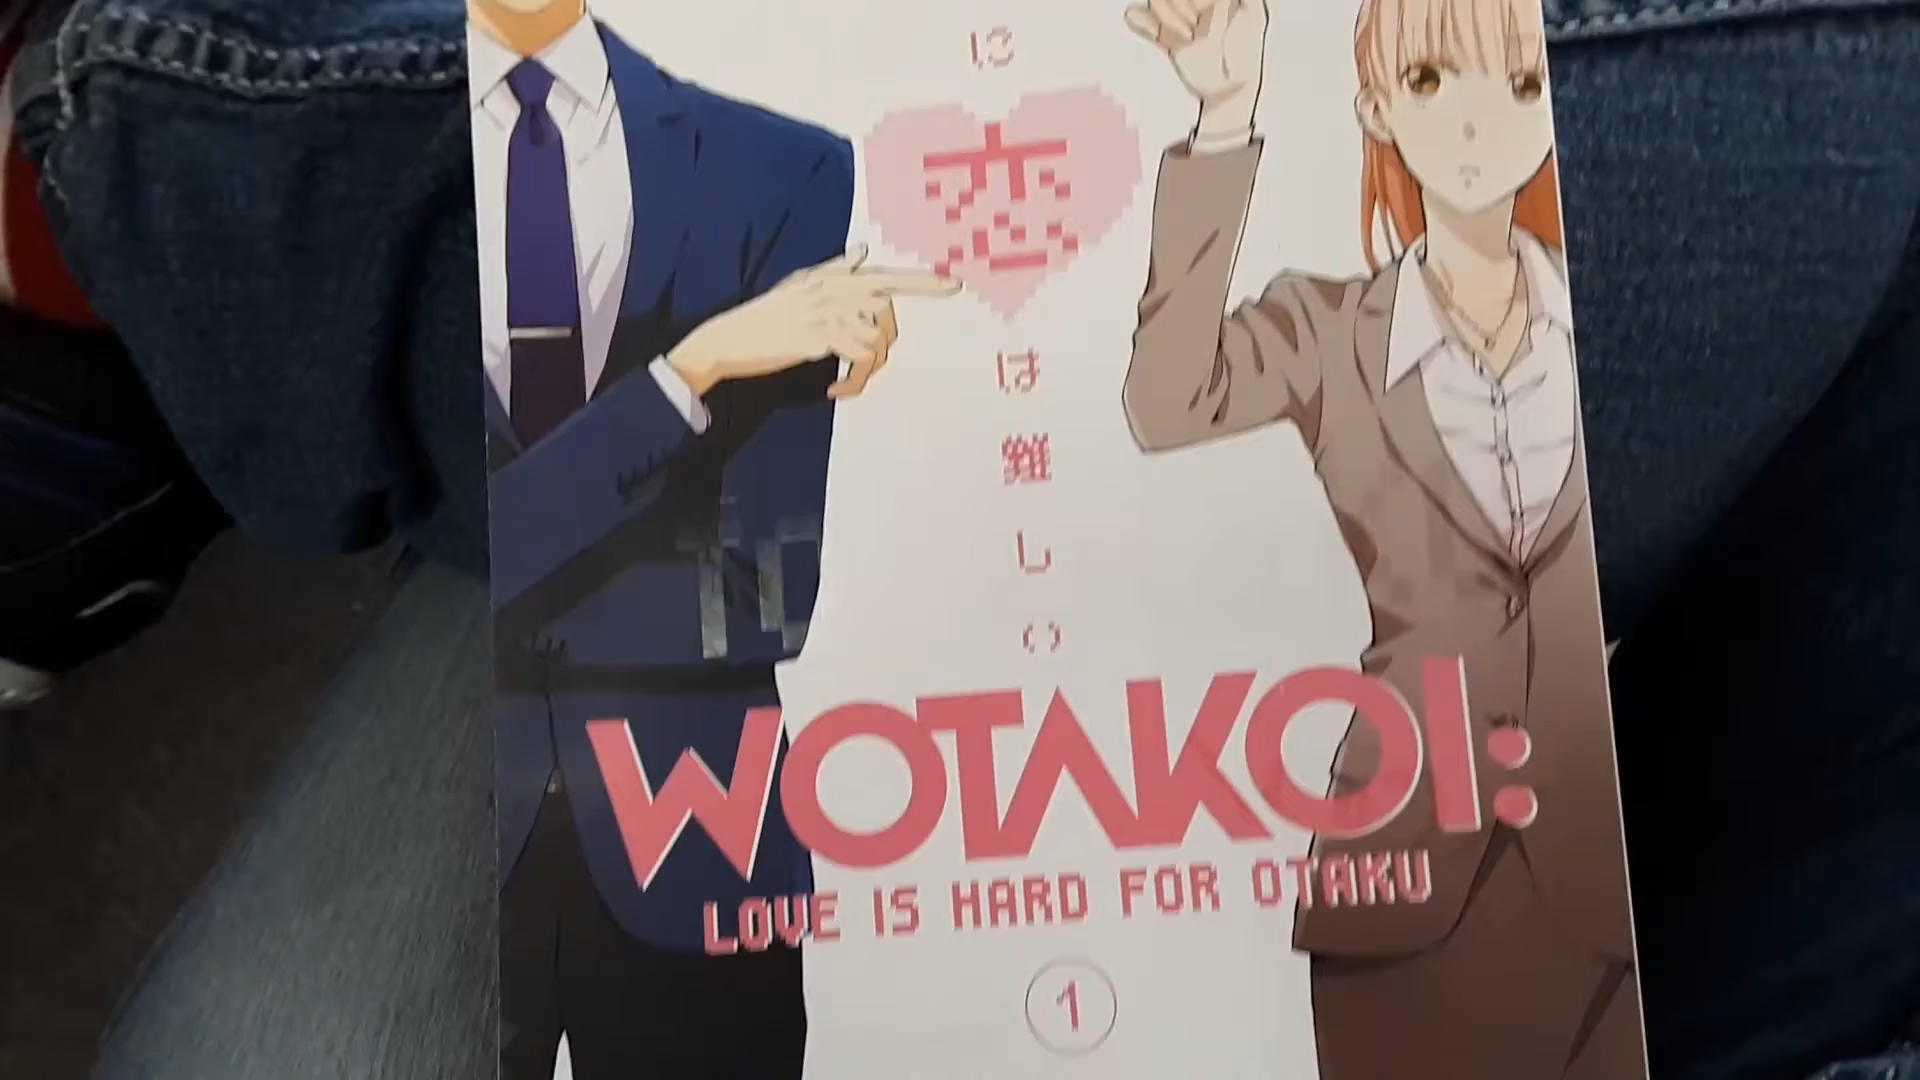 に
恋
は
難
し
い
WOTAKOI:
LOVE IS HARD FOR OTAKU
1